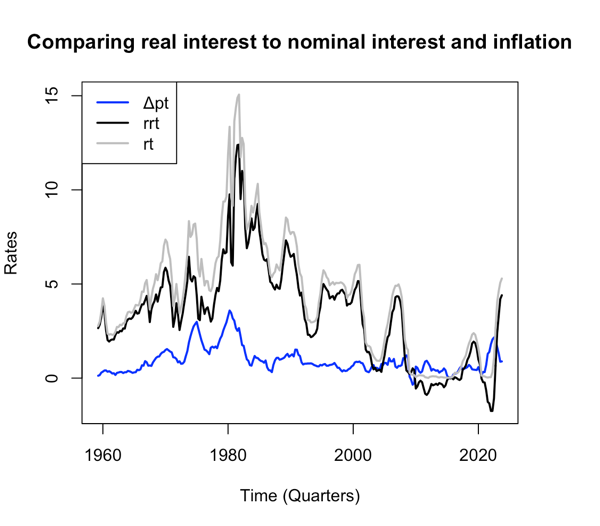 Comparing real interest to nominal interest and inflation
Δpt
rrt
rt
Rates
15
10
5
0
1960 1980 2000 2020
Time (Quarters)